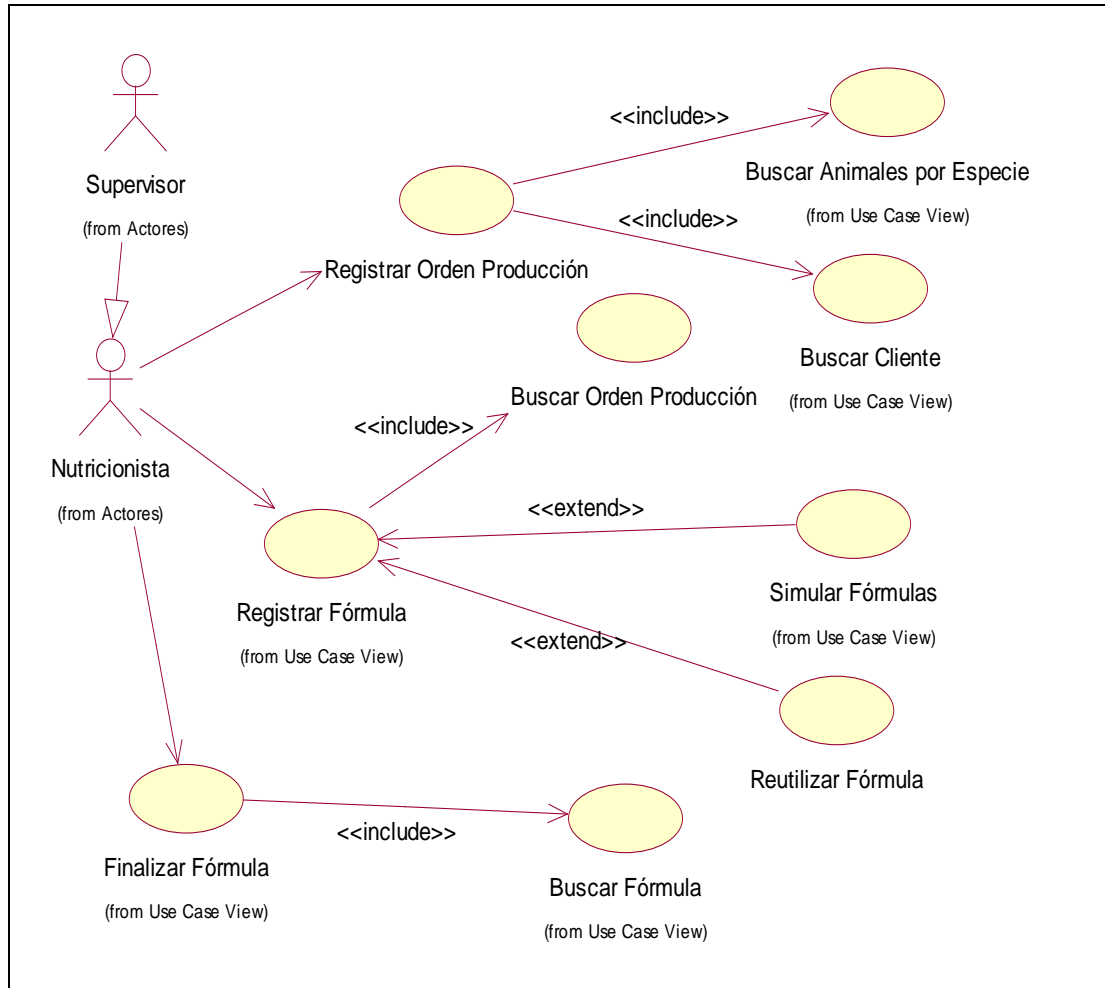 <<include>>
Buscar Animales por Especie
(from Use Case View)
Supervisor
(from Actores)
<<include>>
Registrar Orden Producción
Buscar Cliente
(from Use Case View)
Buscar Orden Producción
<<include>>
Nutricionista
(from Actores)
<<extend>>
Simular Fórmulas
(from Use Case View)
Registrar Fórmula
(from Use Case View)
<<extend>>
Reutilizar Fórmula
<<include>>
Finalizar Fórmula
(from Use Case View)
Buscar Fórmula
(from Use Case View)